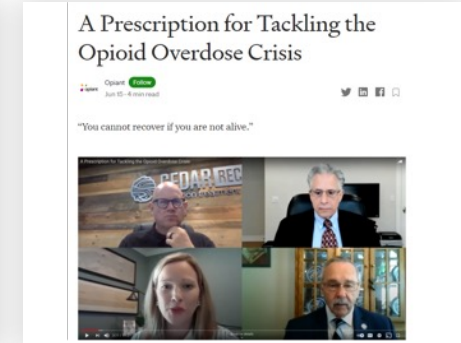 A Prescription for Tackling the
Opioid Overdose Crisis
Opiant Follow
Jun 15 · 4 min read
"You cannot recover if you are not alive."
A Prescription for Tackling the Opioid Overdose Crisis
CEDAR REC